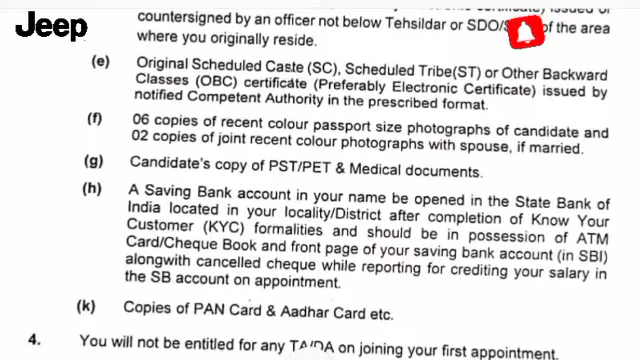 Jeep
countersigned by an officer not below Tehsildar or SDO/ of the area
where you originally reside.
(e) Original Scheduled Caste (SC), Scheduled Tribe(ST) or Other Backward
Classes (OBC) certificate (Preferably Electronic Certificate) issued by
notified Competent Authority in the prescribed format.
(f) 06 copies of recent colour passport size photographs of candidate and
02 copies of joint recent colour photographs with spouse, if married.
(g) Candidate's copy of PST/PET & Medical documents.
(h) A Saving Bank account in your name be opened in the State Bank of
India located in your locality/District after completion of Know Your
Customer (KYC) formalities and should be in possession of ATM
Card/Cheque Book and front page of your saving bank account (in SBI)
alongwith cancelled cheque while reporting for crediting your salary in
the SB account on appointment.
(k) Copies of PAN Card & Aadhar Card etc.
4. You will not be entitled for any TA/DA on joining your first appointment.